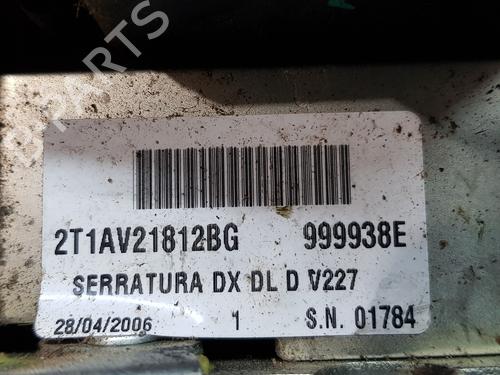 B-PARTS
2T1AV21812BG 999938E
SERRATURA DX DL D V227
28/04/2006 1 S.N. 01784